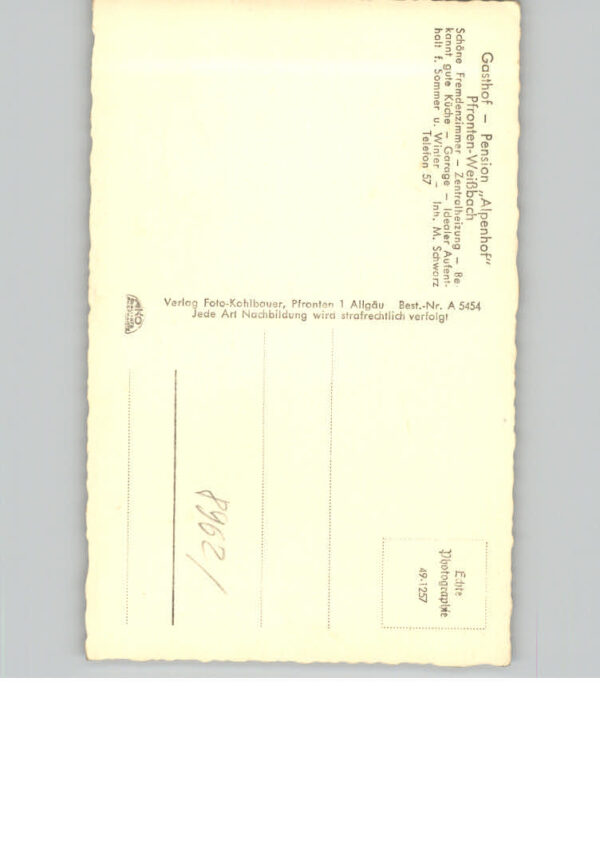 Gasthof – Pension „Alpenhof"
Pfronten-Weißbach
Schöne Fremdenzimmer – Zentralheizung – Be-
kannt gute Küche – Garage – Idealer Aufent-
halt f. Sommer u. Winter – Inh. M. Schwarz
Telefon 57
Verlag Foto-Kohlbauer, Pfronten 1 Allgäu Best.-Nr. A 5454
Jede Art Nachbildung wird strafrechtlich verfolgt
Echte
Photographie
49-1257